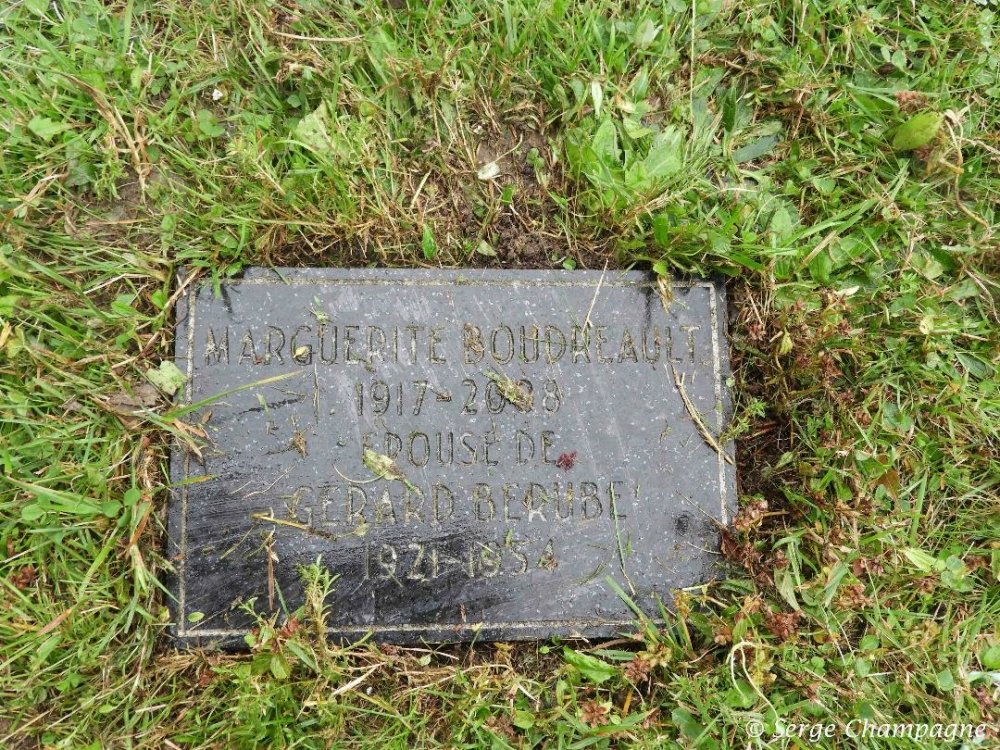 MARGUERITE BOUDREAULT
1917-2008
EPOUSE DE
GERARD BERUBE
1921-1954
© Serge Champagne